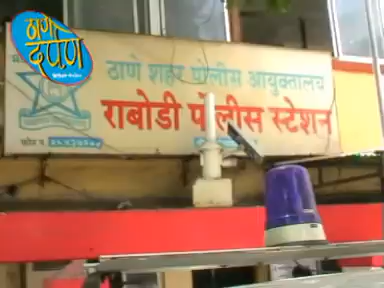 ठाणे
दर्पण
ठाणे शहर पोलीस आयुक्तालय
राबोडी पोलीस स्टेशन
फोन नं.